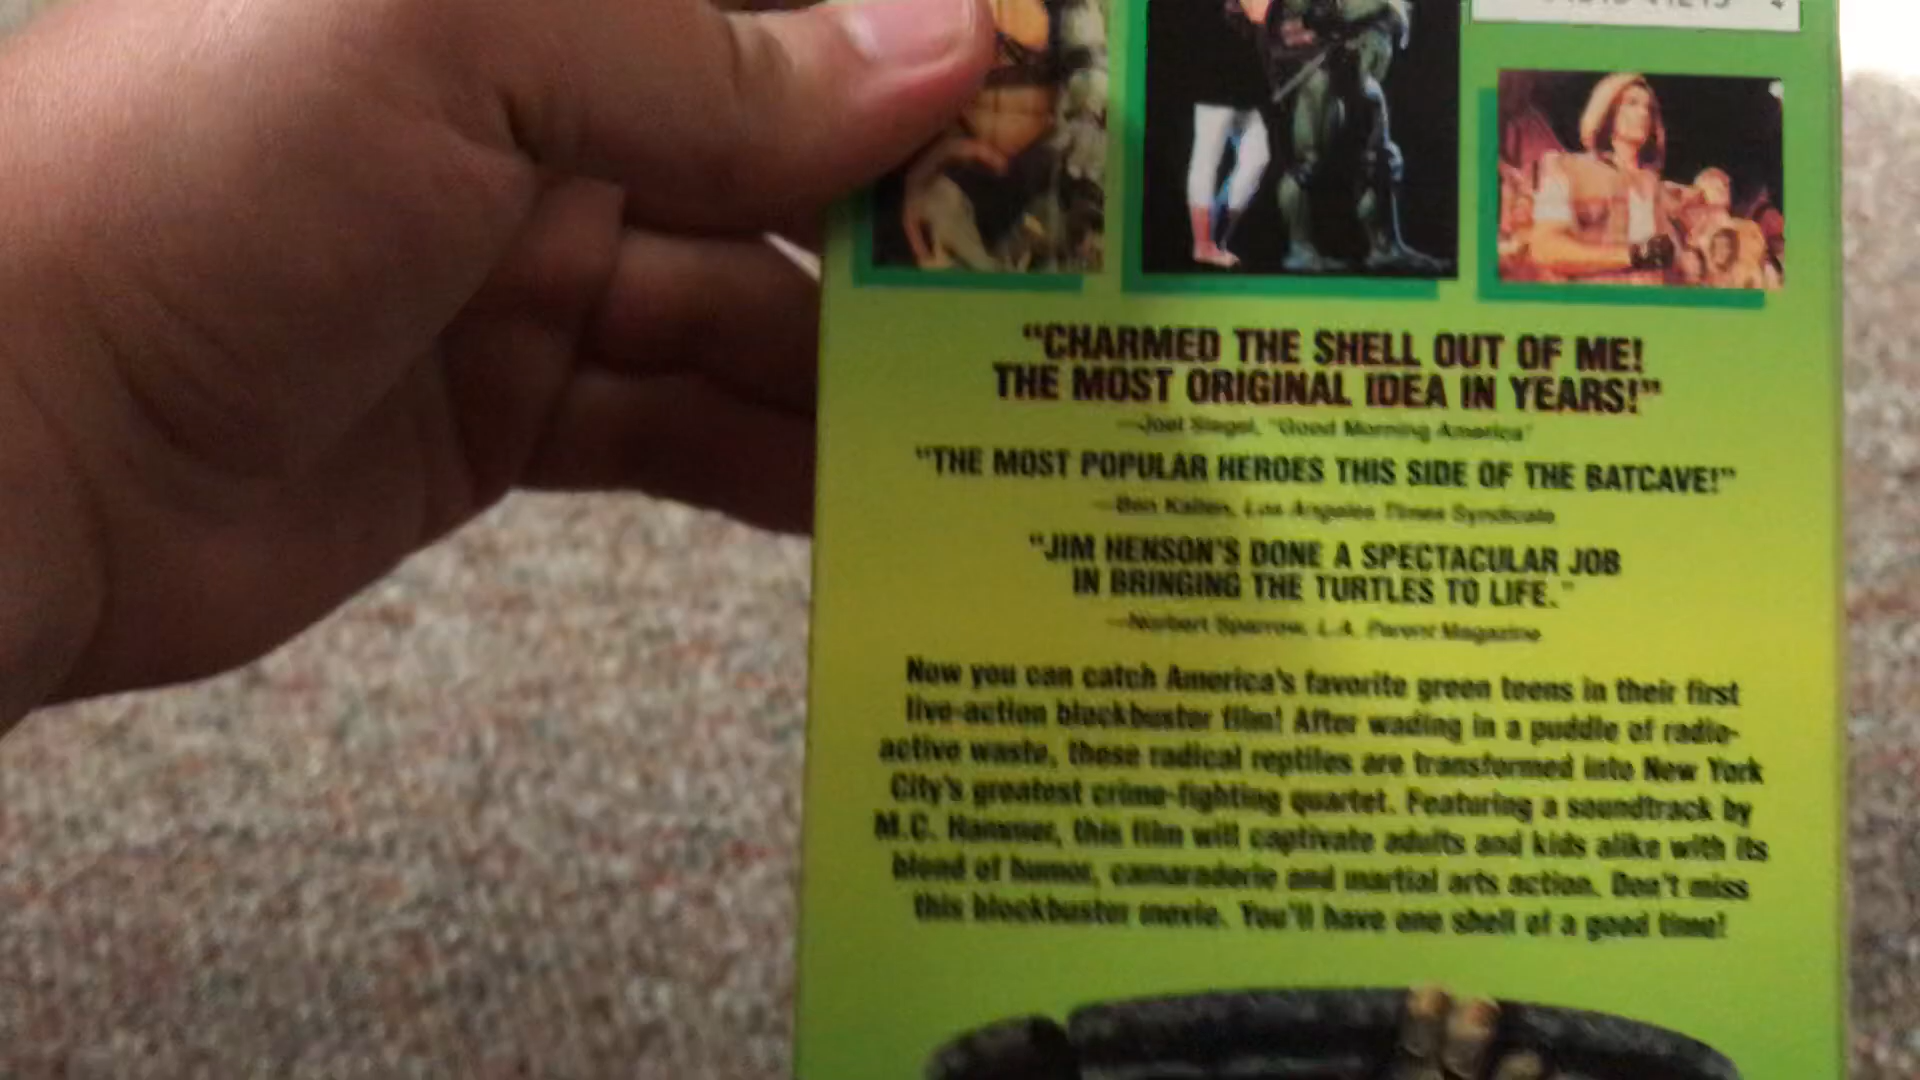 "CHARMED THE SHELL OUT OF ME!
THE MOST ORIGINAL IDEA IN YEARS!"
—Joel Siegel, "Good Morning America"
"THE MOST POPULAR HEROES THIS SIDE OF THE BATCAVE!"
—Ben Kallen, Los Angeles Times Syndicate
"JIM HENSON'S DONE A SPECTACULAR JOB
IN BRINGING THE TURTLES TO LIFE."
—Norbert Sparrow, L.A. Parent Magazine
Now you can catch America's favorite green teens in their first
live-action blockbuster film! After wading in a puddle of radio-
active waste, these radical reptiles are transformed into New York
City's greatest crime-fighting quartet. Featuring a soundtrack by
M.C. Hammer, this film will captivate adults and kids alike with its
blend of humor, camaraderie and martial arts action. Don't miss
this blockbuster movie. You'll have one shell of a good time!